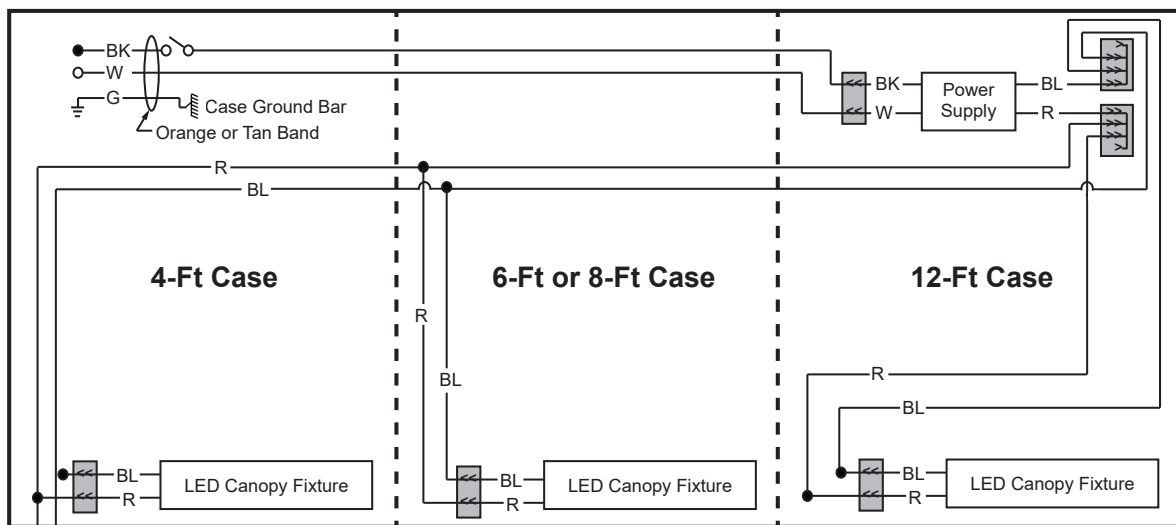 BK
W
G
Case Ground Bar
Orange or Tan Band
BK
W
Power
Supply
BL
R
R
BL
4-Ft Case
6-Ft or 8-Ft Case
12-Ft Case
R
BL
R
BL
BL
R
LED Canopy Fixture
BL
R
LED Canopy Fixture
BL
R
LED Canopy Fixture